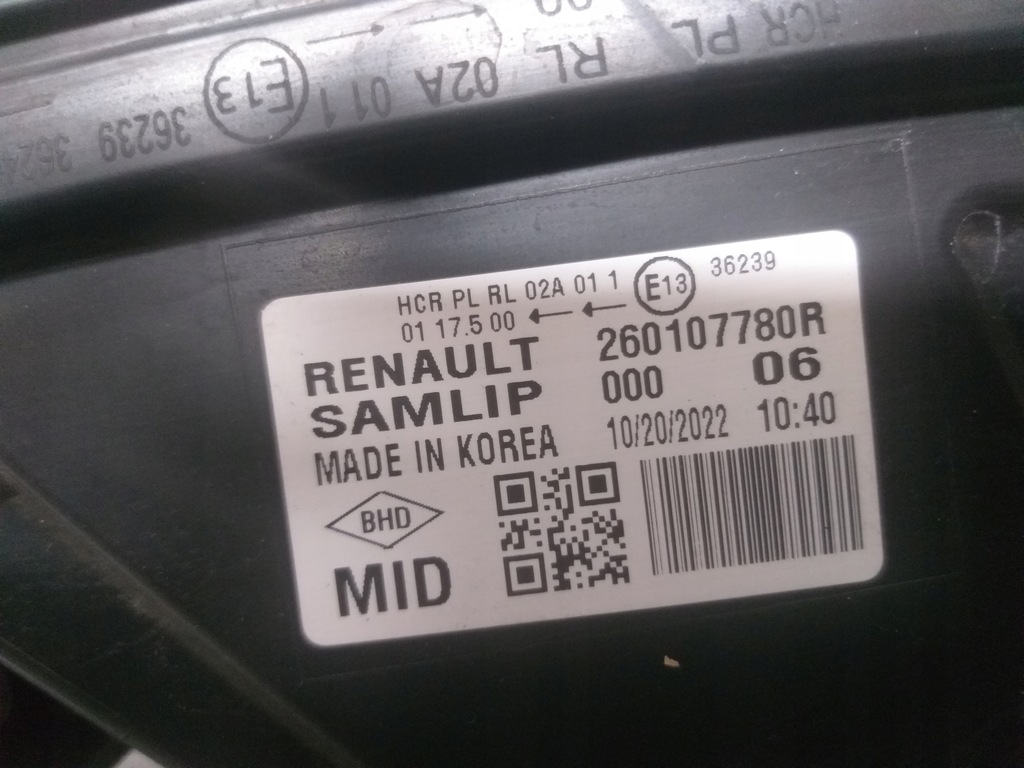 HCR PL RL 02A 01 1 E13 36239
HCR PL RL 02A 01 1 E13 36239
01 17.5 00
RENAULT 260107780R
SAMLIP 000 06
MADE IN KOREA 10/20/2022 10:40
BHD
MID